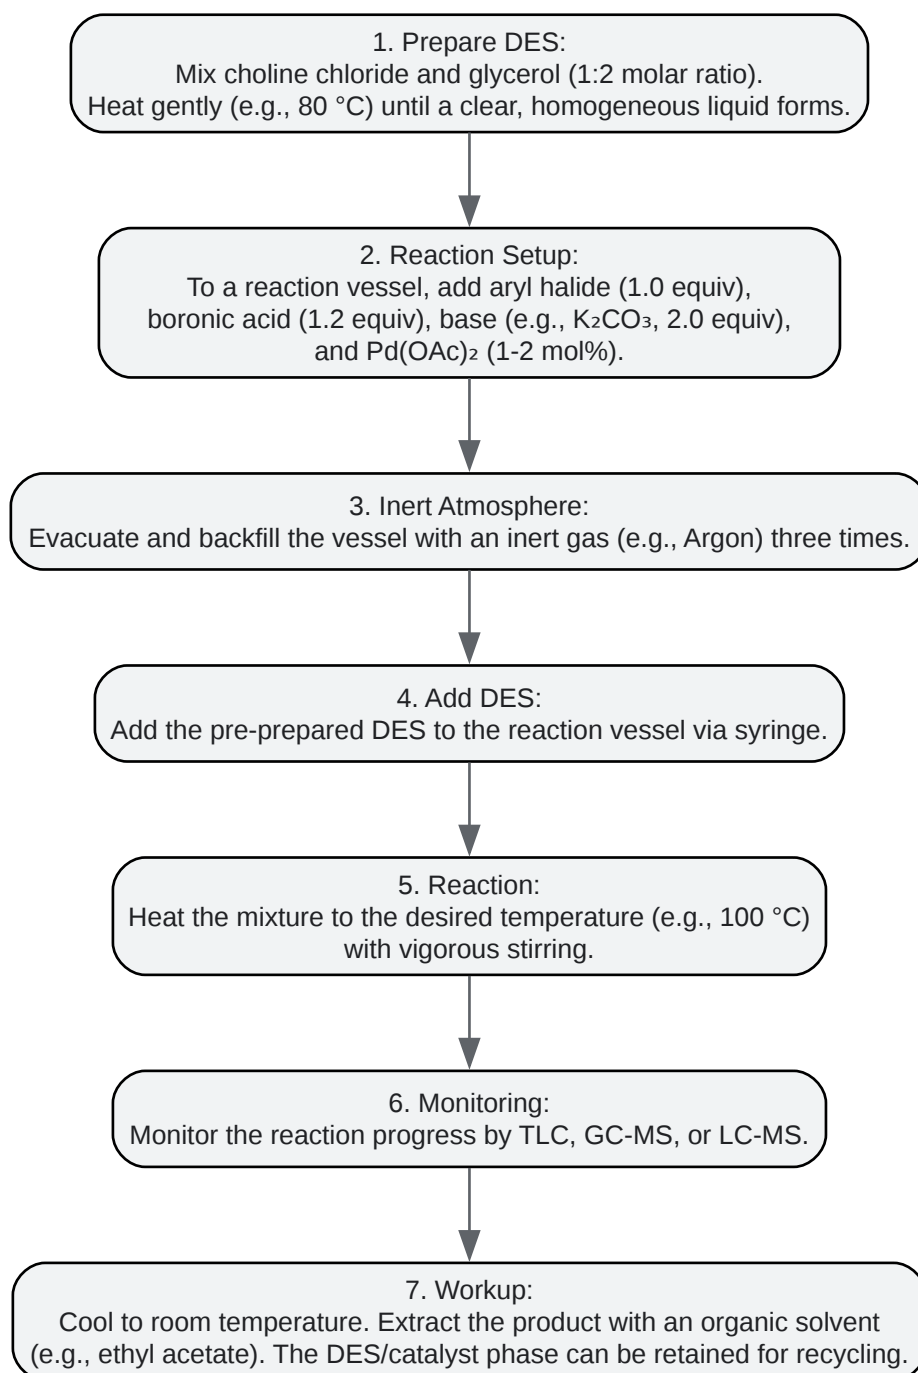 1. Prepare DES:
Mix choline chloride and glycerol (1:2 molar ratio).
Heat gently (e.g., 80 °C) until a clear, homogeneous liquid forms.
2. Reaction Setup:
To a reaction vessel, add aryl halide (1.0 equiv),
boronic acid (1.2 equiv), base (e.g., K₂CO₃, 2.0 equiv),
and Pd(OAc)₂ (1-2 mol%).
3. Inert Atmosphere:
Evacuate and backfill the vessel with an inert gas (e.g., Argon) three times.
4. Add DES:
Add the pre-prepared DES to the reaction vessel via syringe.
5. Reaction:
Heat the mixture to the desired temperature (e.g., 100 °C)
with vigorous stirring.
6. Monitoring:
Monitor the reaction progress by TLC, GC-MS, or LC-MS.
7. Workup:
Cool to room temperature. Extract the product with an organic solvent
(e.g., ethyl acetate). The DES/catalyst phase can be retained for recycling.